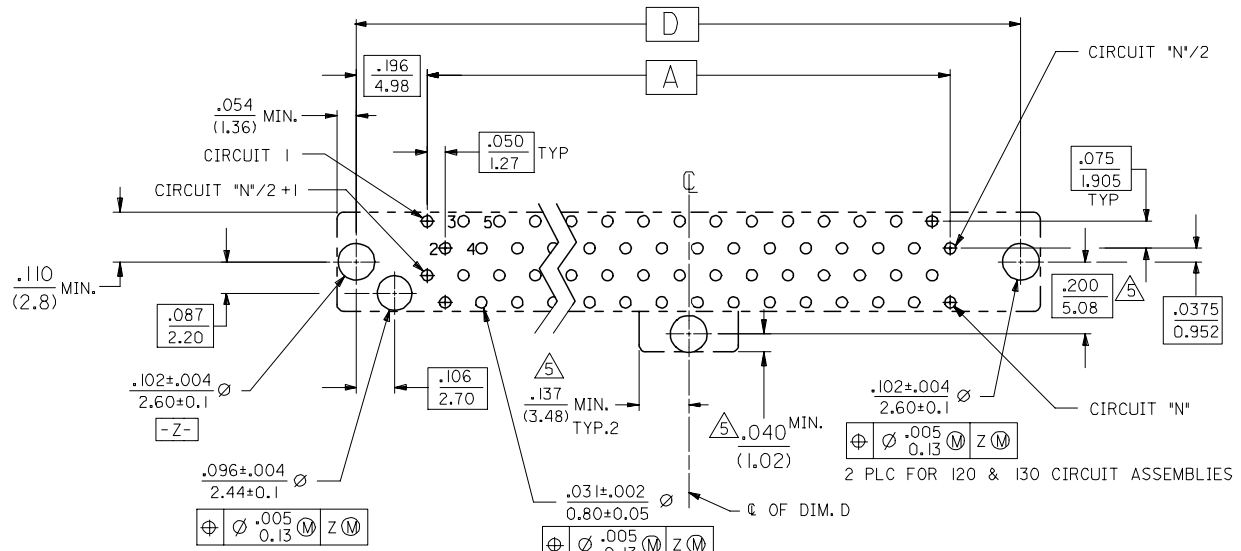 D
CIRCUIT "N"/2
.196
4.98
A
.054
(1.36) MIN.
.050
1.27 TYP
.075
1.905
TYP
CIRCUIT 1
CIRCUIT "N"/2 +1
℄
3 5
2 4
.110
(2.8) MIN.
.200
5.08
5
.0375
0.952
.087
2.20
.102±.004
2.60±0.1 Ø
-Z-
.106
2.70
5
.137
(3.48) MIN.
TYP.2
5
.040 MIN.
(1.02)
.102±.004
2.60±0.1 Ø
CIRCUIT "N"
⌖ Ø .005 Ⓜ Z Ⓜ
0.13
2 PLC FOR 120 & 130 CIRCUIT ASSEMBLIES
.096±.004
2.44±0.1 Ø
⌖ Ø .005 Ⓜ Z Ⓜ
0.13
.031±.002
0.80±0.05 Ø
℄ OF DIM. D
⌖ Ø .005 Ⓜ Z Ⓜ
0.13